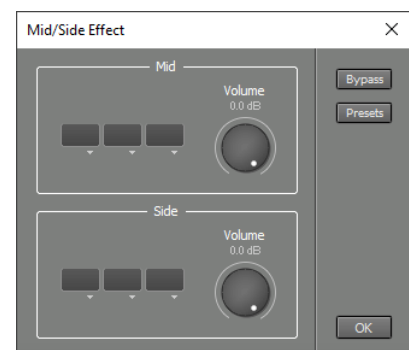 Mid/Side Effect
Mid
Volume
0.0 dB
Bypass
Presets
Side
Volume
0.0 dB
OK